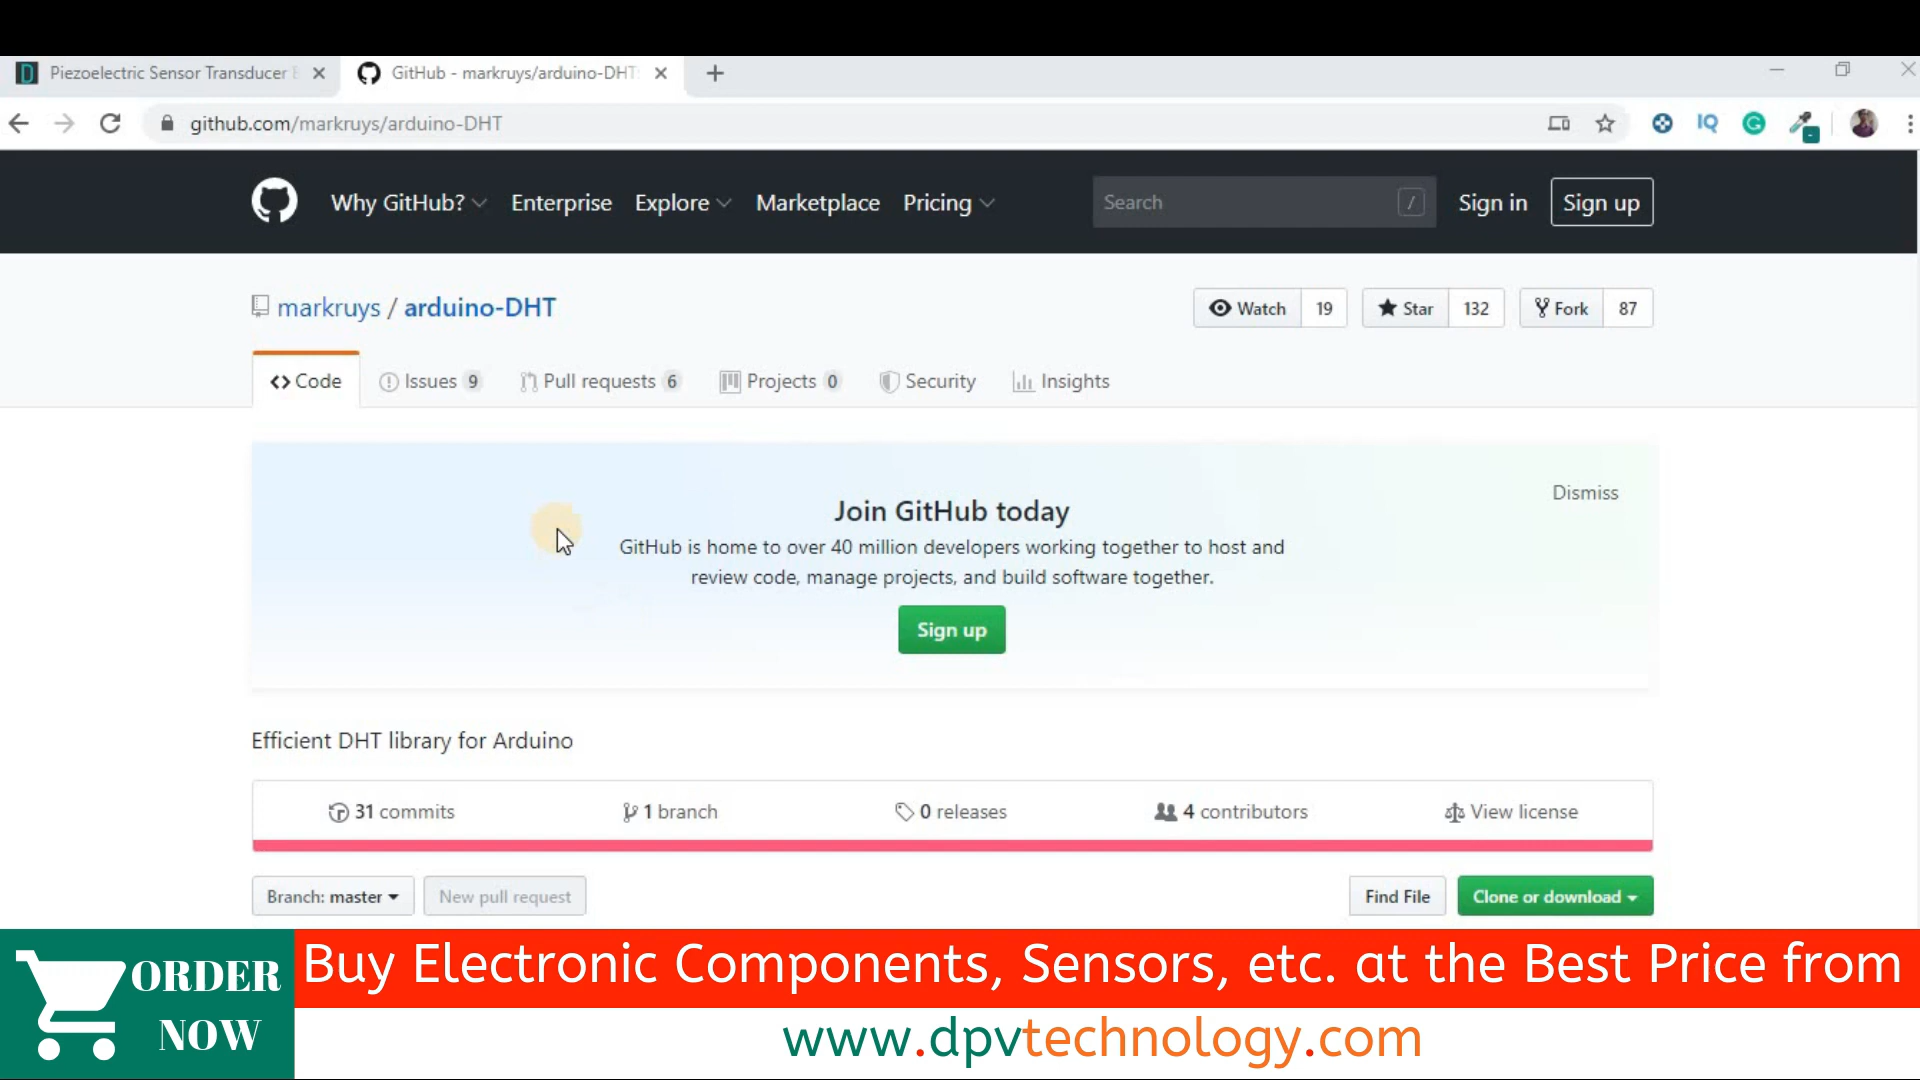 Piezoelectric Sensor Transducer
GitHub - markruys/arduino-DHT:
github.com/markruys/arduino-DHT
IQ
Why GitHub? Enterprise Explore Marketplace Pricing Search / Sign in Sign up
markruys / arduino-DHT
Watch 19 Star 132 Fork 87
Code Issues 9 Pull requests 6 Projects 0 Security Insights
Dismiss
Join GitHub today
GitHub is home to over 40 million developers working together to host and
review code, manage projects, and build software together.
Sign up
Efficient DHT library for Arduino
31 commits 1 branch 0 releases 4 contributors View license
Branch: master New pull request Find File Clone or download
ORDER
NOW
Buy Electronic Components, Sensors, etc. at the Best Price from
www.dpvtechnology.com